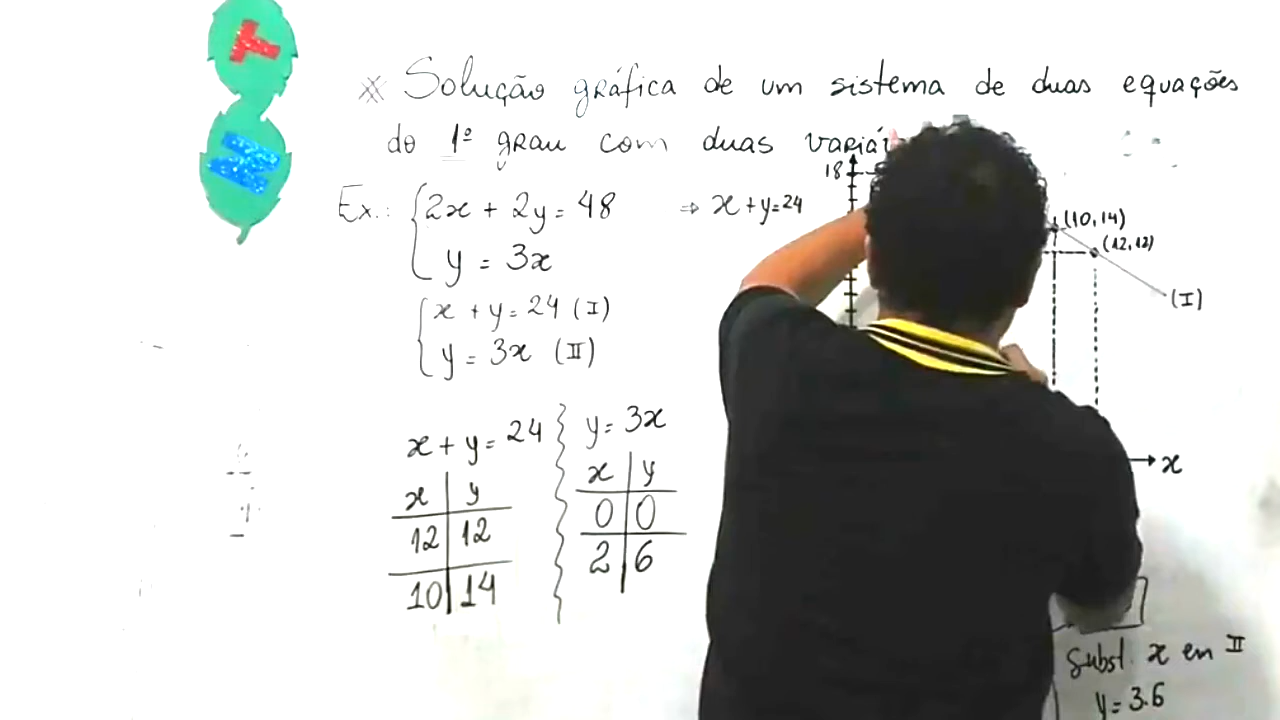 T
M
※ Solução gráfica de um sistema de duas equações
do 1º grau com duas
Ex.: 2x + 2y = 48 ⇒ x + y = 24
y = 3x
x + y = 24 (I)
y = 3x (II)
x + y = 24
x y
12 12
10 14
y = 3x
x y
0 0
2 6
18
(10,14)
(12,12)
(I)
x
Subst. x en II
y = 3.6